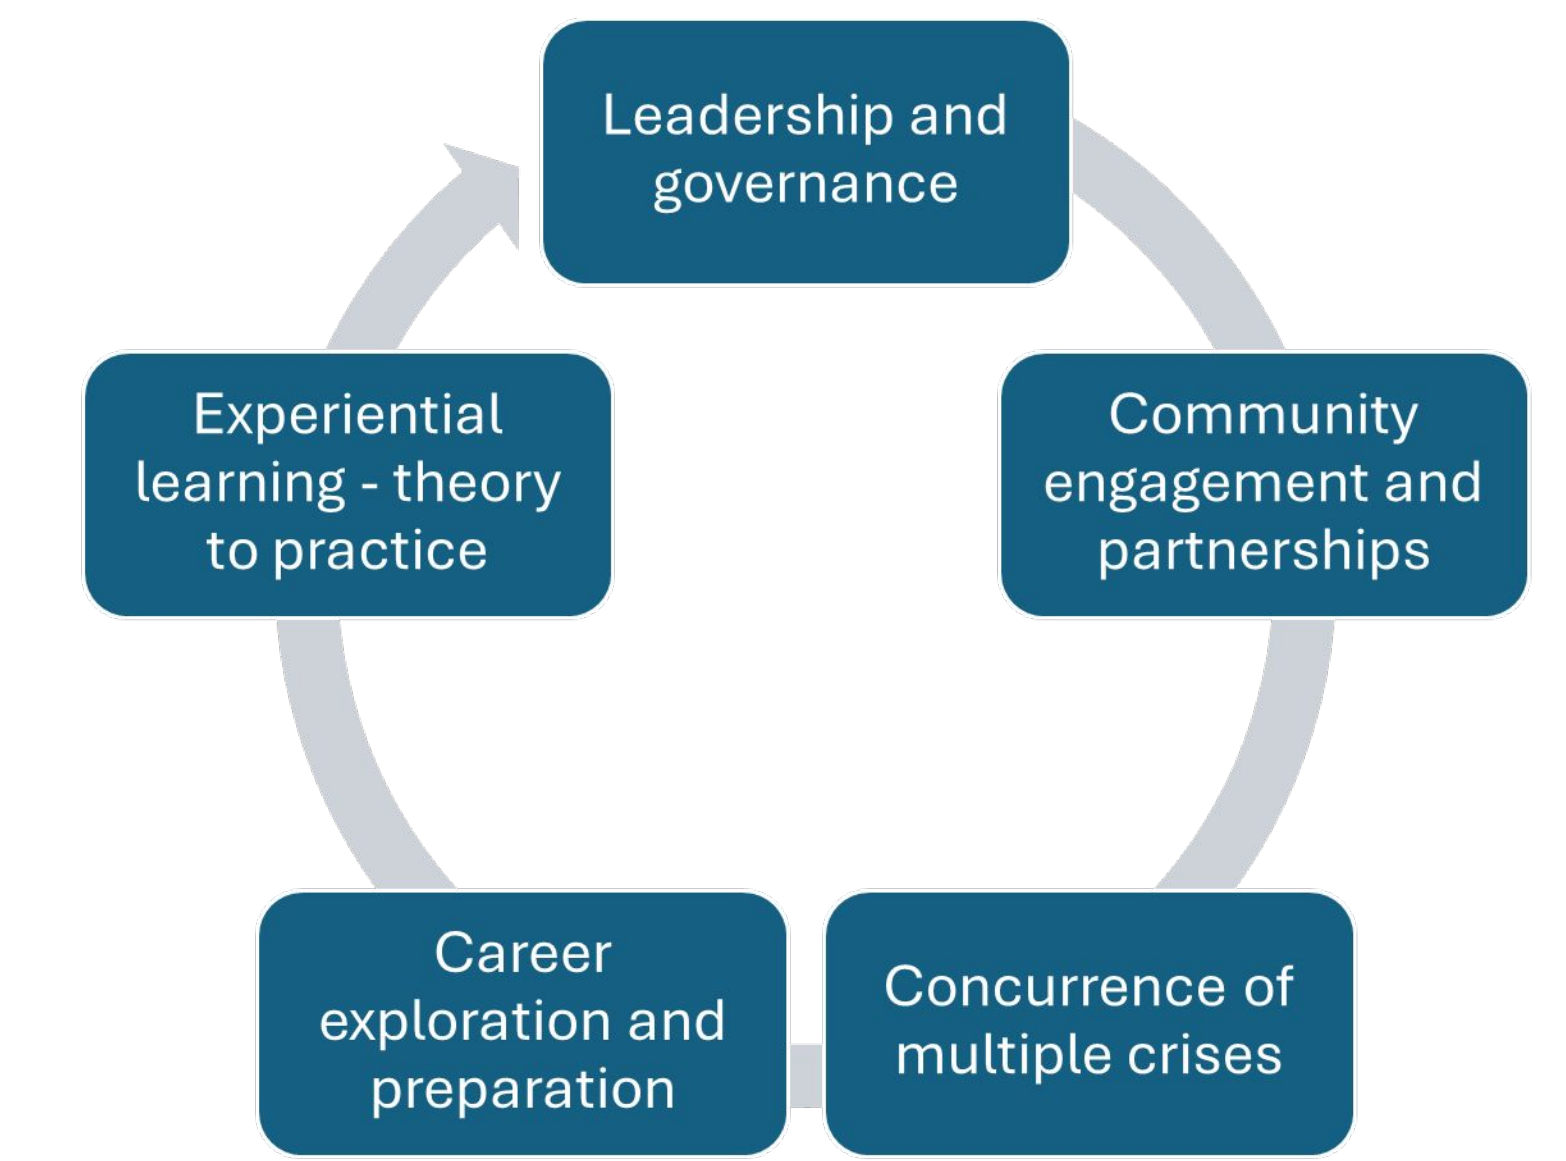 Leadership and
governance
Community
engagement and
partnerships
Concurrence of
multiple crises
Career
exploration and
preparation
Experiential
learning - theory
to practice